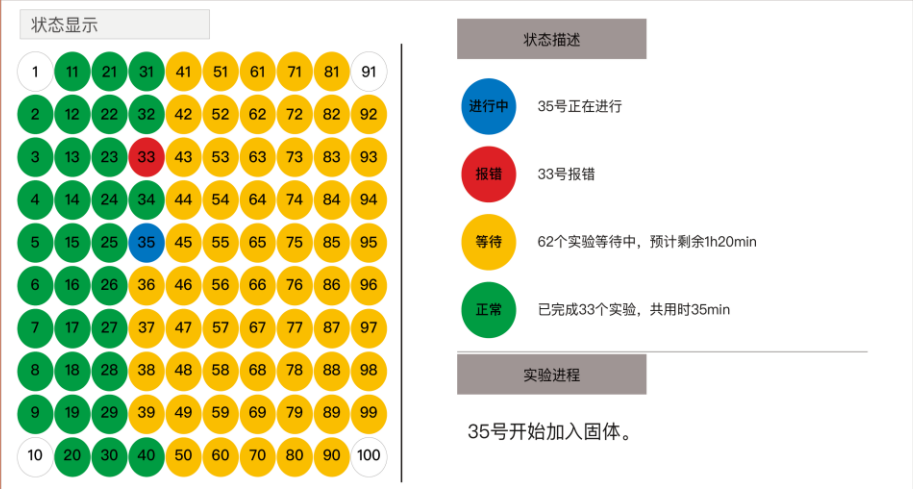 状态显示
1 11 21 31 41 51 61 71 81 91
2 12 22 32 42 52 62 72 82 92
3 13 23 33 43 53 63 73 83 93
4 14 24 34 44 54 64 74 84 94
5 15 25 35 45 55 65 75 85 95
6 16 26 36 46 56 66 76 86 96
7 17 27 37 47 57 67 77 87 97
8 18 28 38 48 58 68 78 88 98
9 19 29 39 49 59 69 79 89 99
10 20 30 40 50 60 70 80 90 100
状态描述
进行中 35号正在进行
报错 33号报错
等待 62个实验等待中，预计剩余1h20min
正常 已完成33个实验，共用时35min
实验进程
35号开始加入固体。